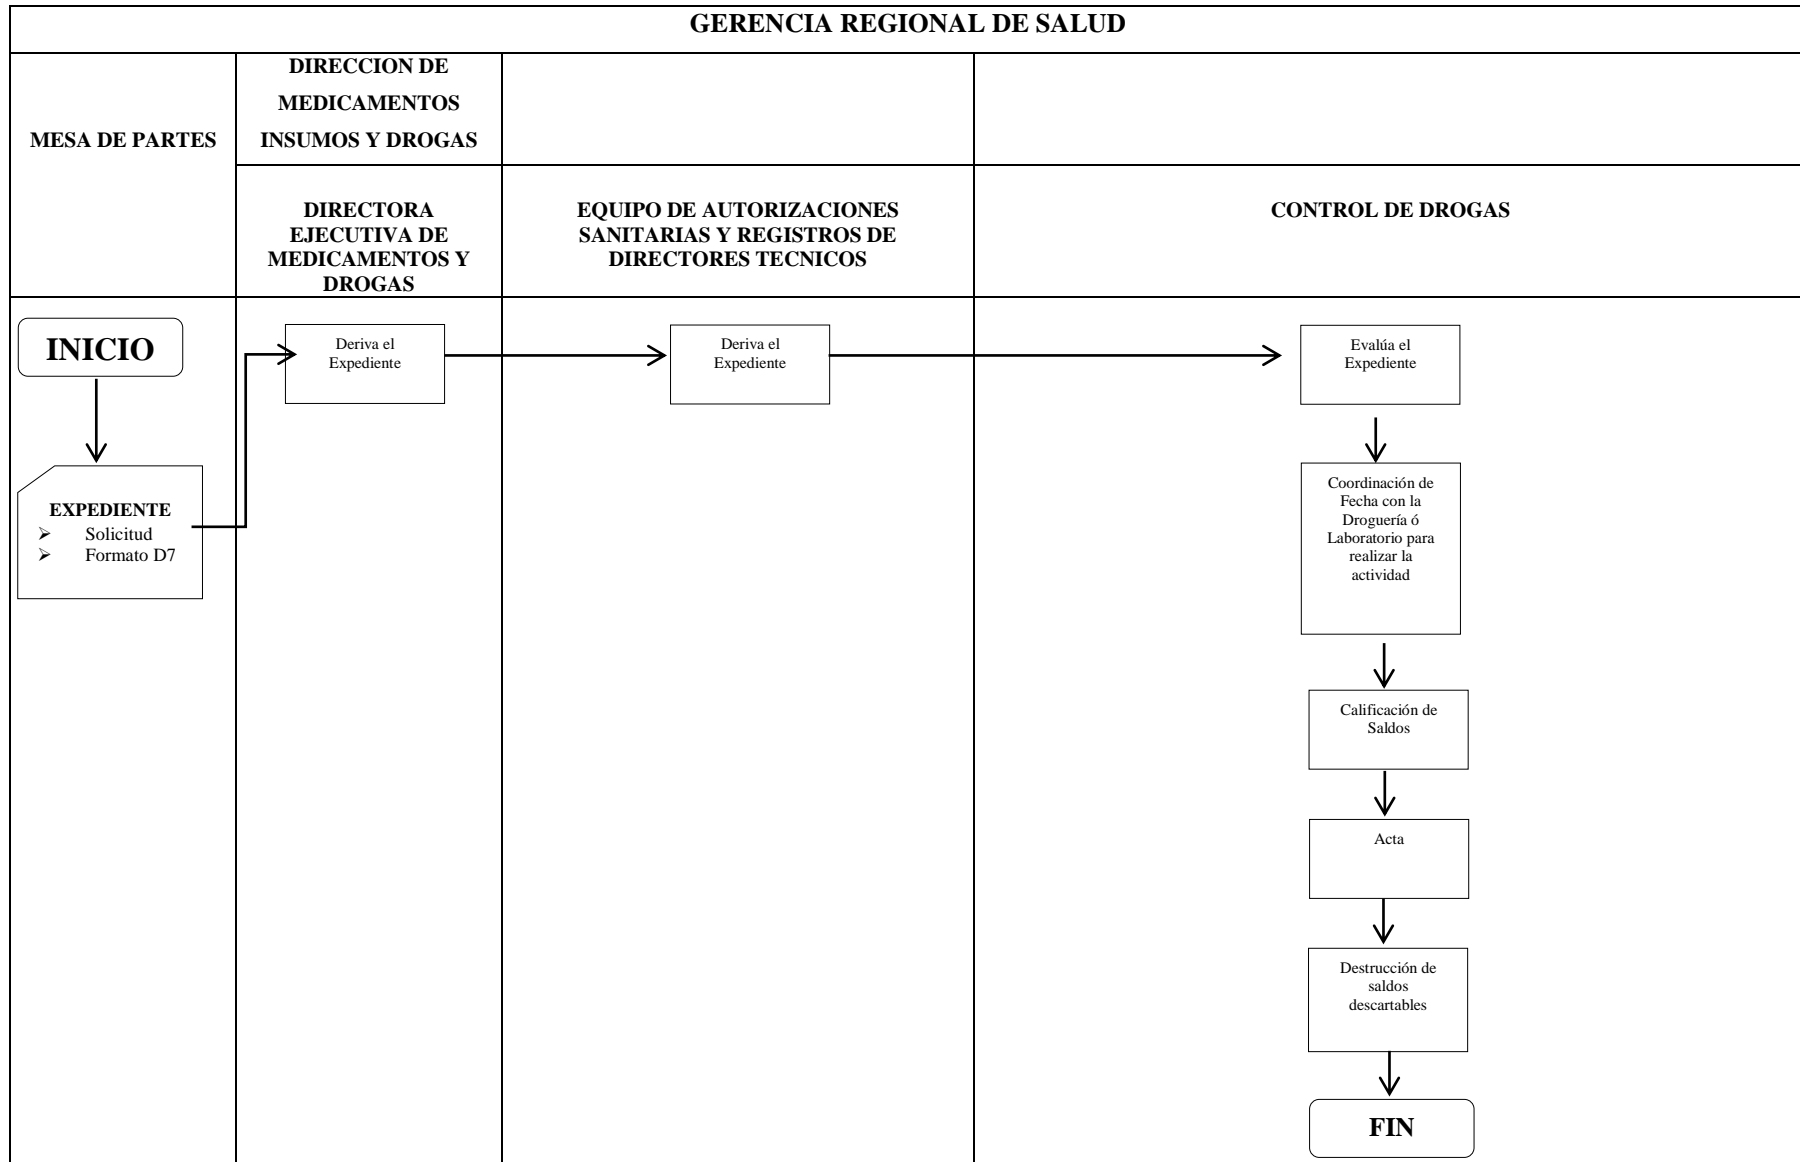 GERENCIA REGIONAL DE SALUD
MESA DE PARTES
DIRECCION DE
MEDICAMENTOS
INSUMOS Y DROGAS
DIRECTORA
EJECUTIVA DE
MEDICAMENTOS Y
DROGAS
EQUIPO DE AUTORIZACIONES
SANITARIAS Y REGISTROS DE
DIRECTORES TECNICOS
CONTROL DE DROGAS
INICIO
EXPEDIENTE
➢ Solicitud
➢ Formato D7
Deriva el
Expediente
Deriva el
Expediente
Evalúa el
Expediente
Coordinación de
Fecha con la
Droguería ó
Laboratorio para
realizar la
actividad
Calificación de
Saldos
Acta
Destrucción de
saldos
descartables
FIN